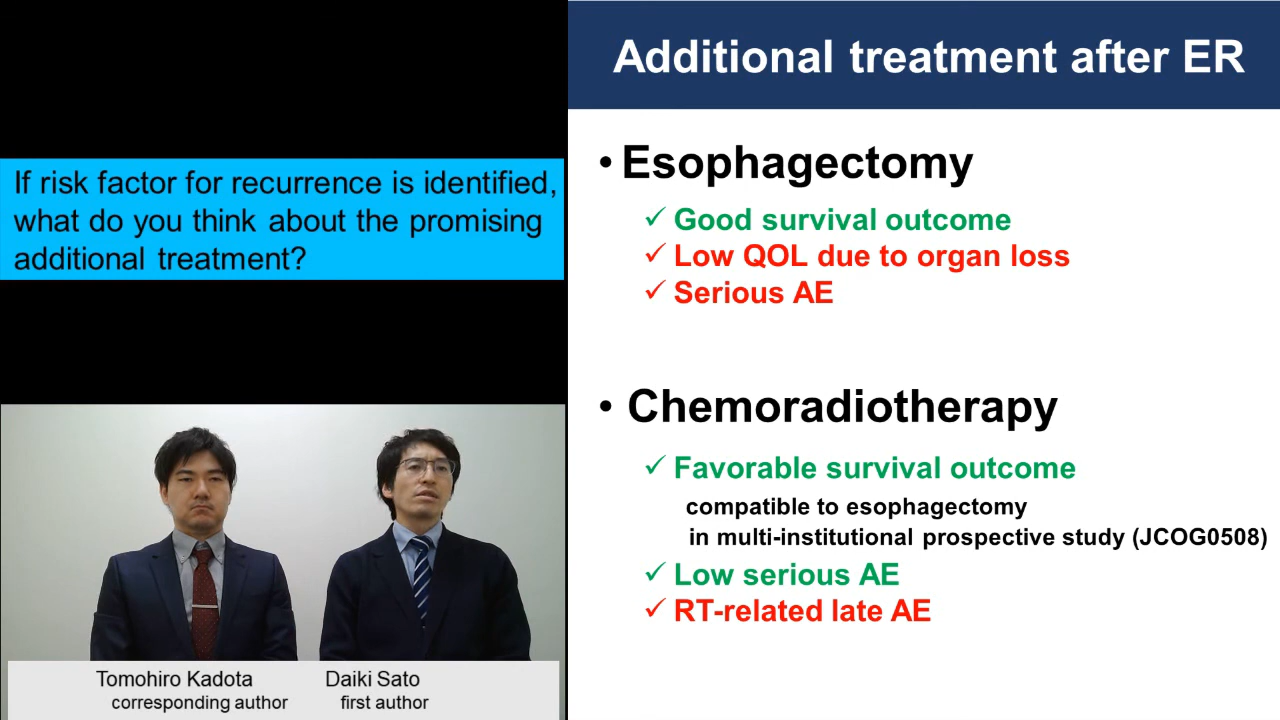 If risk factor for recurrence is identified,
what do you think about the promising
additional treatment?
Tomohiro Kadota
corresponding author
Daiki Sato
first author
Additional treatment after ER
• Esophagectomy
✓ Good survival outcome
✓ Low QOL due to organ loss
✓ Serious AE
• Chemoradiotherapy
✓ Favorable survival outcome
compatible to esophagectomy
in multi-institutional prospective study (JCOG0508)
✓ Low serious AE
✓ RT-related late AE